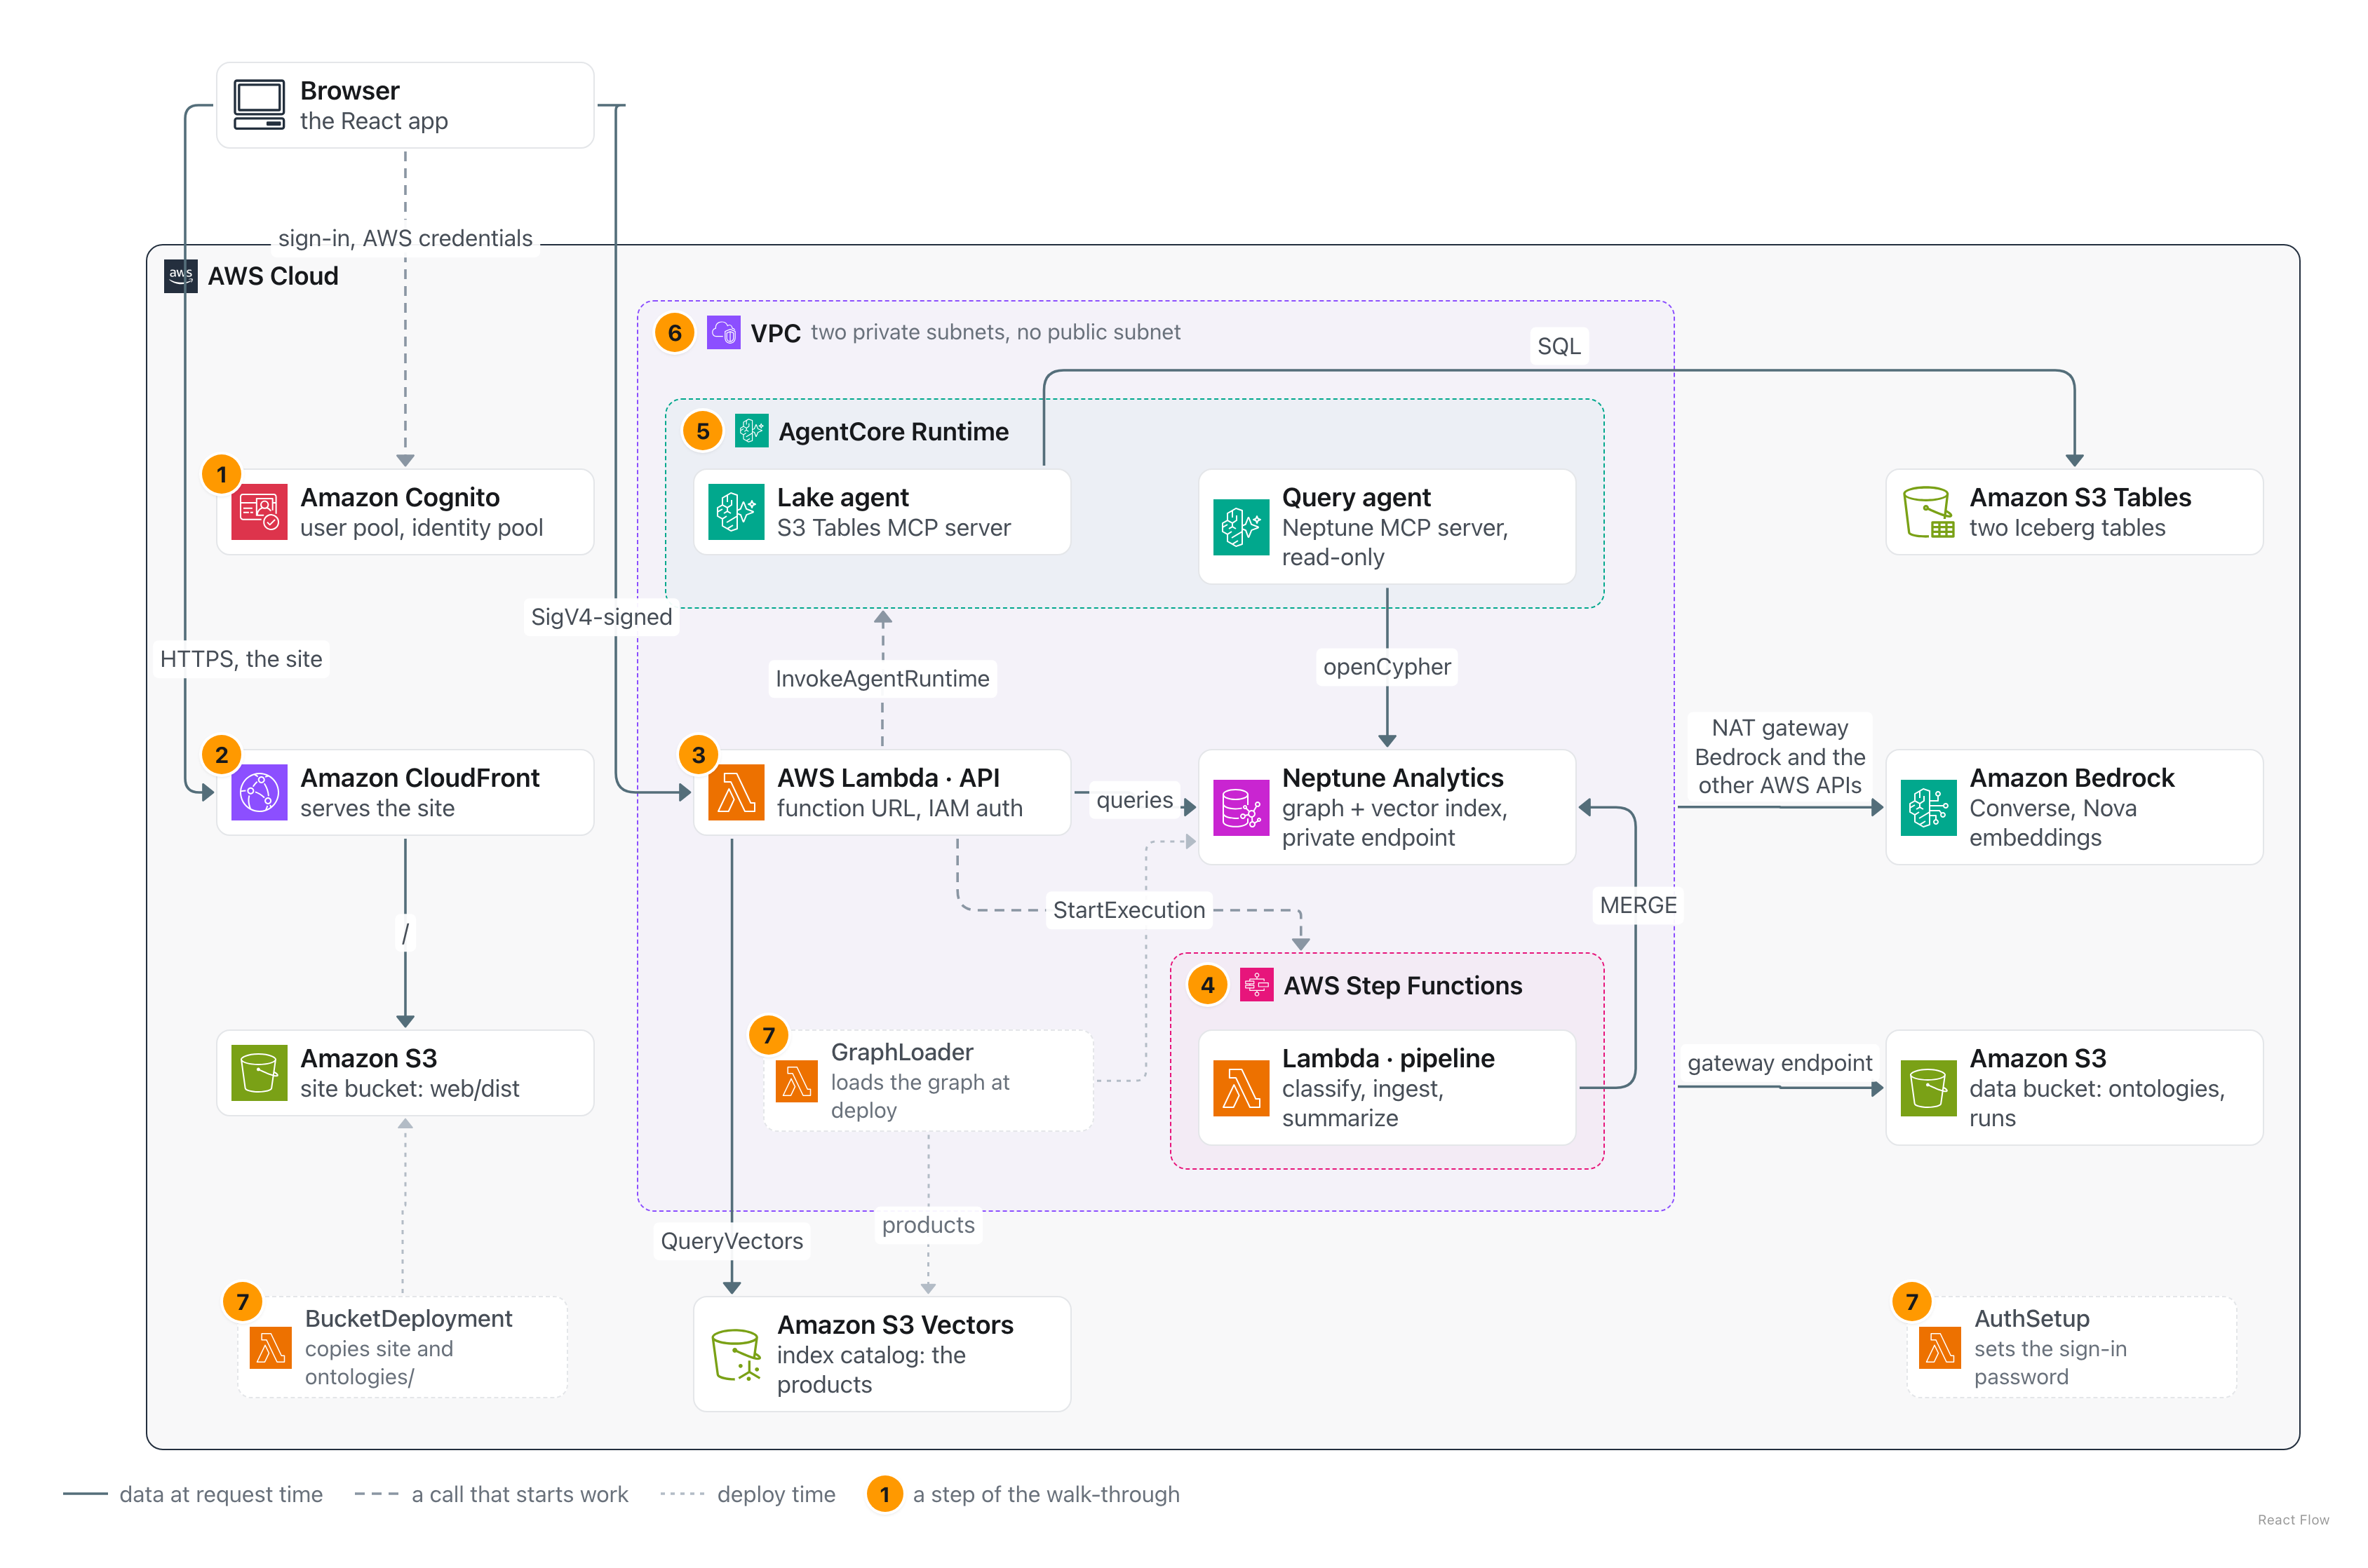 Browser
the React app
sign-in, AWS credentials
aws
AWS Cloud
6
VPC two private subnets, no public subnet
SQL
5
AgentCore Runtime
1
Amazon Cognito
user pool, identity pool
Lake agent
S3 Tables MCP server
Query agent
Neptune MCP server,
read-only
Amazon S3 Tables
two Iceberg tables
SigV4-signed
HTTPS, the site
InvokeAgentRuntime
openCypher
2
Amazon CloudFront
serves the site
3
AWS Lambda · API
function URL, IAM auth
queries
Neptune Analytics
graph + vector index,
private endpoint
NAT gateway
Bedrock and the
other AWS APIs
Amazon Bedrock
Converse, Nova
embeddings
/
StartExecution
MERGE
4
AWS Step Functions
Amazon S3
site bucket: web/dist
7
GraphLoader
loads the graph at
deploy
Lambda · pipeline
classify, ingest,
summarize
gateway endpoint
Amazon S3
data bucket: ontologies,
runs
QueryVectors
products
7
BucketDeployment
copies site and
ontologies/
Amazon S3 Vectors
index catalog: the
products
7
AuthSetup
sets the sign-in
password
data at request time
a call that starts work
deploy time
1
a step of the walk-through
React Flow